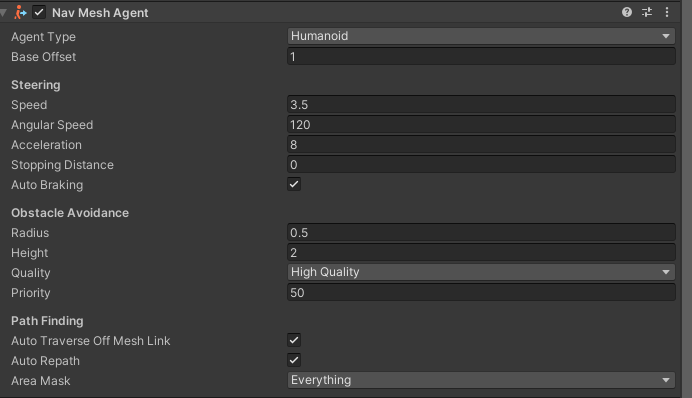 Nav Mesh Agent
Agent Type Humanoid
Base Offset 1
Steering
Speed 3.5
Angular Speed 120
Acceleration 8
Stopping Distance 0
Auto Braking
Obstacle Avoidance
Radius 0.5
Height 2
Quality High Quality
Priority 50
Path Finding
Auto Traverse Off Mesh Link
Auto Repath
Area Mask Everything